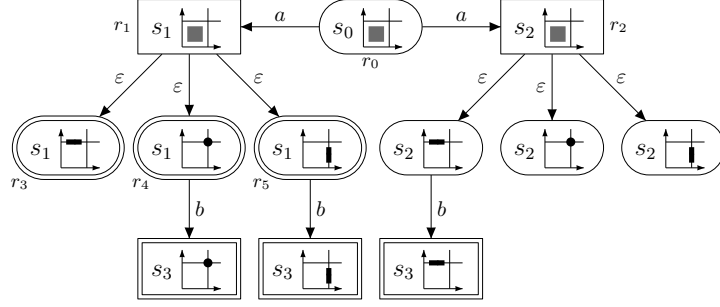 r₁ s₁ a s₀ a s₂ r₂
r₀
ε ε ε ε ε ε
s₁ s₁ s₁ s₂ s₂ s₂
r₃ r₄ r₅
b b b
s₃ s₃ s₃